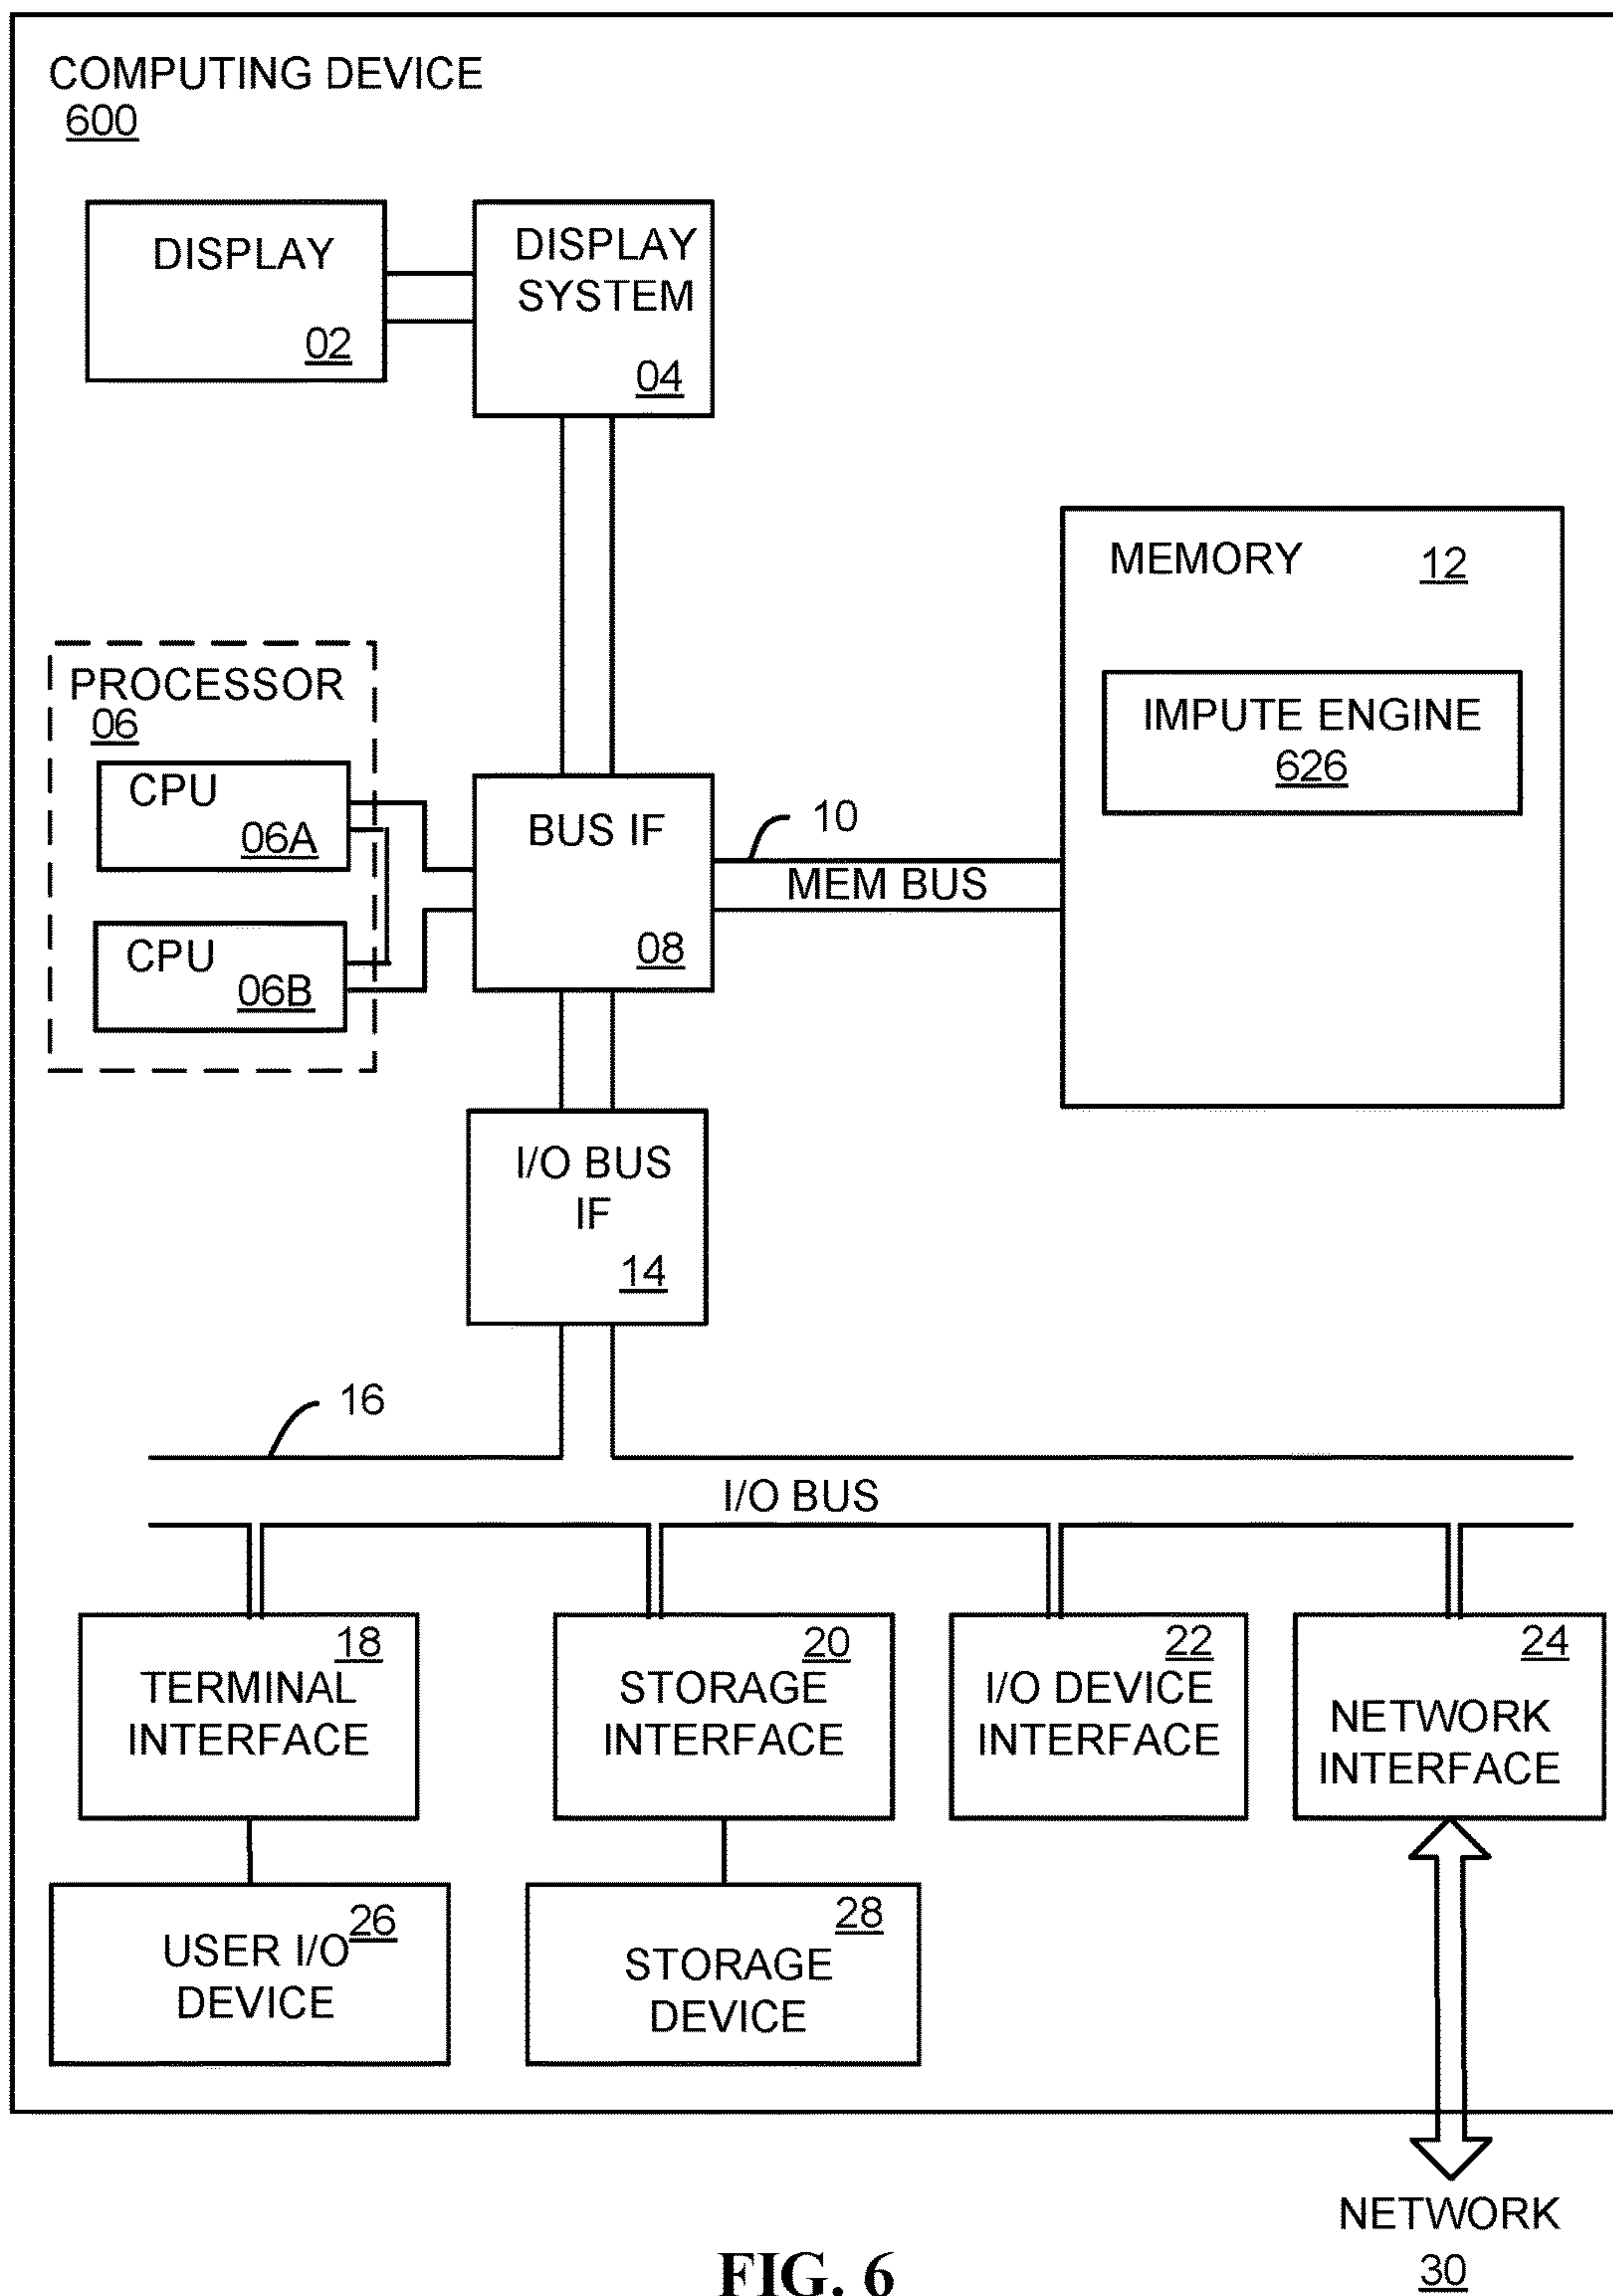 COMPUTING DEVICE
600
DISPLAY
02
DISPLAY
SYSTEM
04
MEMORY 12
IMPUTE ENGINE
626
PROCESSOR
06
CPU
06A
CPU
06B
BUS IF
08
10
MEM BUS
I/O BUS
IF
14
16
I/O BUS
18
TERMINAL
INTERFACE
20
STORAGE
INTERFACE
22
I/O DEVICE
INTERFACE
24
NETWORK
INTERFACE
26
USER I/O
DEVICE
28
STORAGE
DEVICE
NETWORK
30
FIG. 6